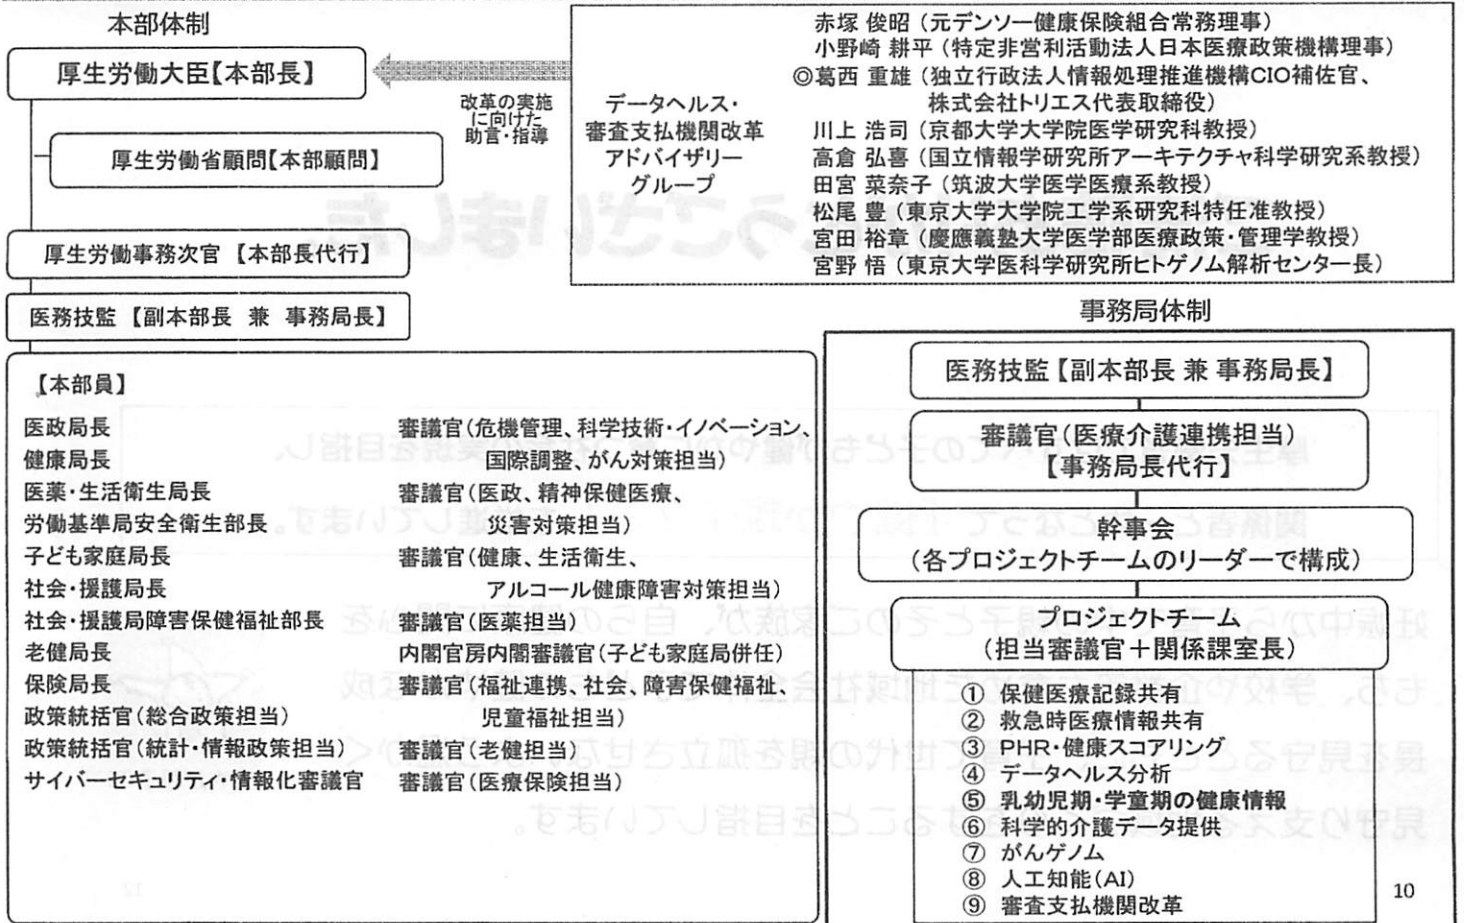 本部体制
厚生労働大臣【本部長】
改革の実施
に向けた
助言・指導
厚生労働省顧問【本部顧問】
厚生労働事務次官 【本部長代行】
医務技監 【副本部長 兼 事務局長】
データヘルス・
審査支払機関改革
アドバイザリー
グループ
赤塚 俊昭（元デンソー健康保険組合常務理事）
小野崎 耕平（特定非営利活動法人日本医療政策機構理事）
◎葛西 重雄（独立行政法人情報処理推進機構CIO補佐官、
株式会社トリエス代表取締役）
川上 浩司（京都大学大学院医学研究科教授）
高倉 弘喜（国立情報学研究所アーキテクチャ科学研究系教授）
田宮 菜奈子（筑波大学医学医療系教授）
松尾 豊（東京大学大学院工学系研究科特任准教授）
宮田 裕章（慶應義塾大学医学部医療政策・管理学教授）
宮野 悟（東京大学医科学研究所ヒトゲノム解析センター長）
【本部員】
医政局長
健康局長
医薬・生活衛生局長
労働基準局安全衛生部長
子ども家庭局長
社会・援護局長
社会・援護局障害保健福祉部長
老健局長
保険局長
政策統括官（総合政策担当）
政策統括官（統計・情報政策担当）
サイバーセキュリティ・情報化審議官
審議官（危機管理、科学技術・イノベーション、
国際調整、がん対策担当）
審議官（医政、精神保健医療、
災害対策担当）
審議官（健康、生活衛生、
アルコール健康障害対策担当）
審議官（医薬担当）
内閣官房内閣審議官（子ども家庭局併任）
審議官（福祉連携、社会、障害保健福祉、
児童福祉担当）
審議官（老健担当）
審議官（医療保険担当）
事務局体制
医務技監【副本部長 兼 事務局長】
審議官（医療介護連携担当）
【事務局長代行】
幹事会
（各プロジェクトチームのリーダーで構成）
プロジェクトチーム
（担当審議官＋関係課室長）
① 保健医療記録共有
② 救急時医療情報共有
③ PHR・健康スコアリング
④ データヘルス分析
⑤ 乳幼児期・学童期の健康情報
⑥ 科学的介護データ提供
⑦ がんゲノム
⑧ 人工知能（AI）
⑨ 審査支払機関改革
10